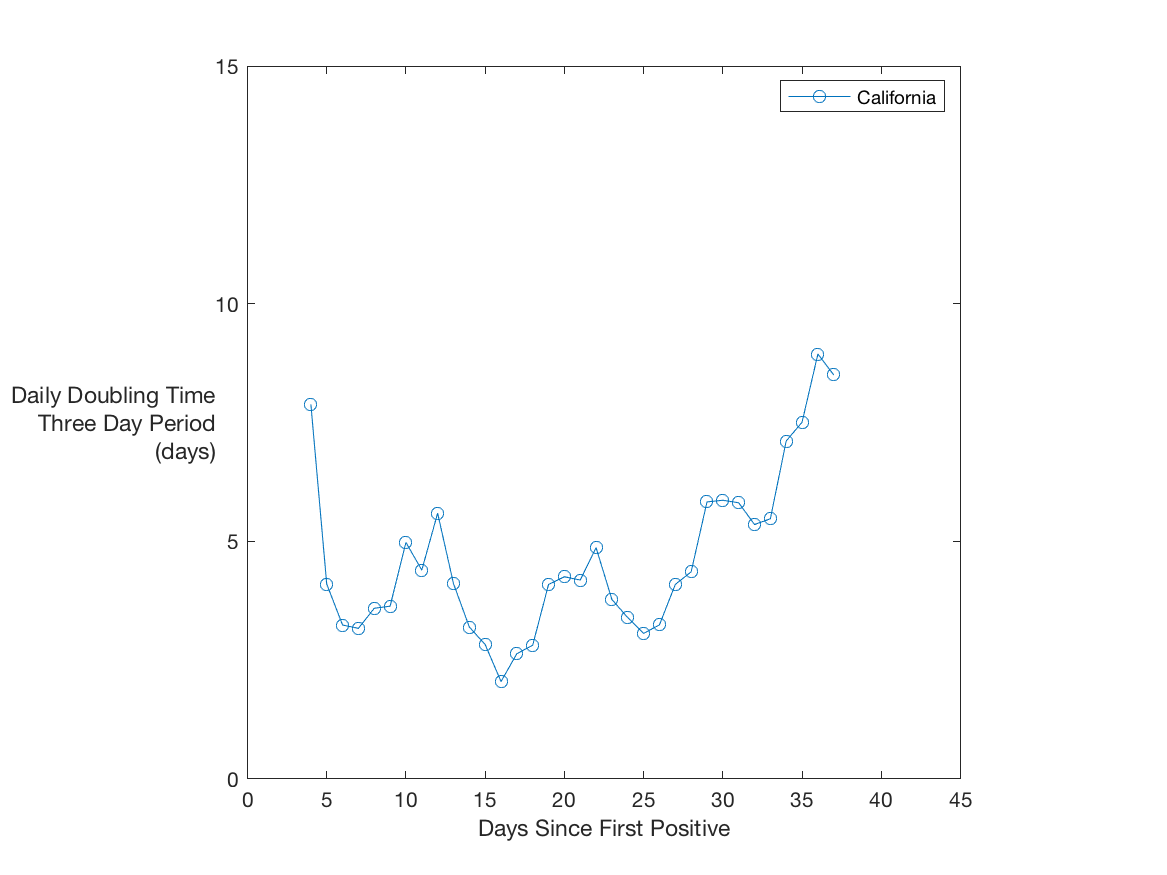 15
California
10
Daily Doubling Time
Three Day Period
(days)
5
0
0 5 10 15 20 25 30 35 40 45
Days Since First Positive